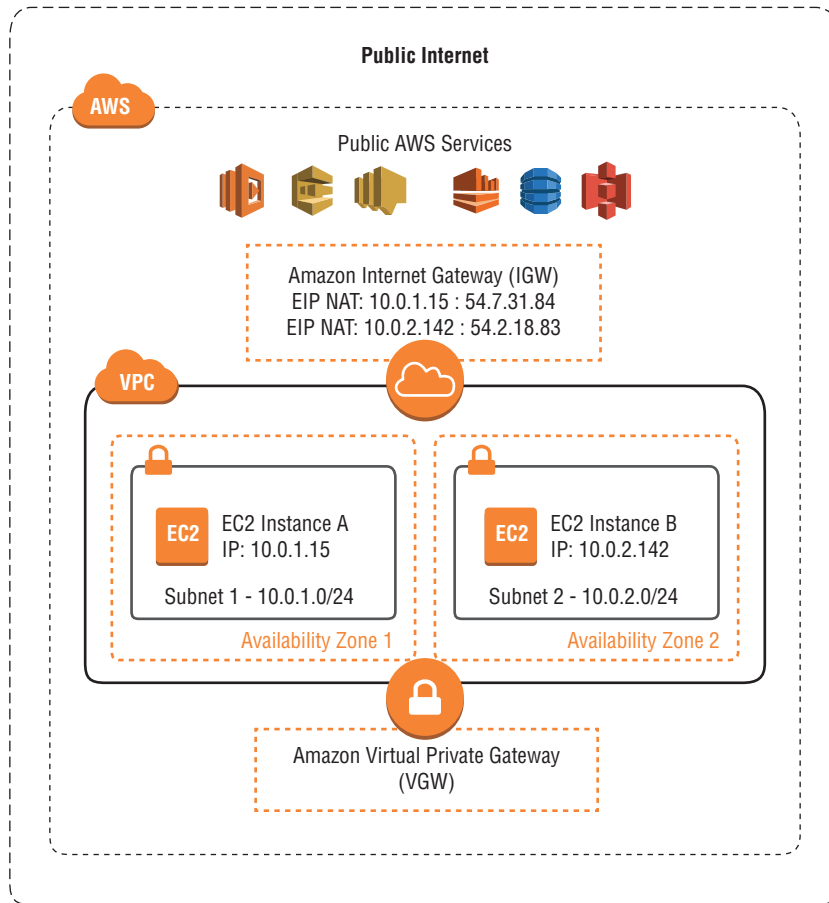 Public Internet
AWS
Public AWS Services
Amazon Internet Gateway (IGW)
EIP NAT: 10.0.1.15 : 54.7.31.84
EIP NAT: 10.0.2.142 : 54.2.18.83
VPC
EC2
EC2 Instance A
IP: 10.0.1.15
Subnet 1 - 10.0.1.0/24
Availability Zone 1
EC2
EC2 Instance B
IP: 10.0.2.142
Subnet 2 - 10.0.2.0/24
Availability Zone 2
Amazon Virtual Private Gateway
(VGW)